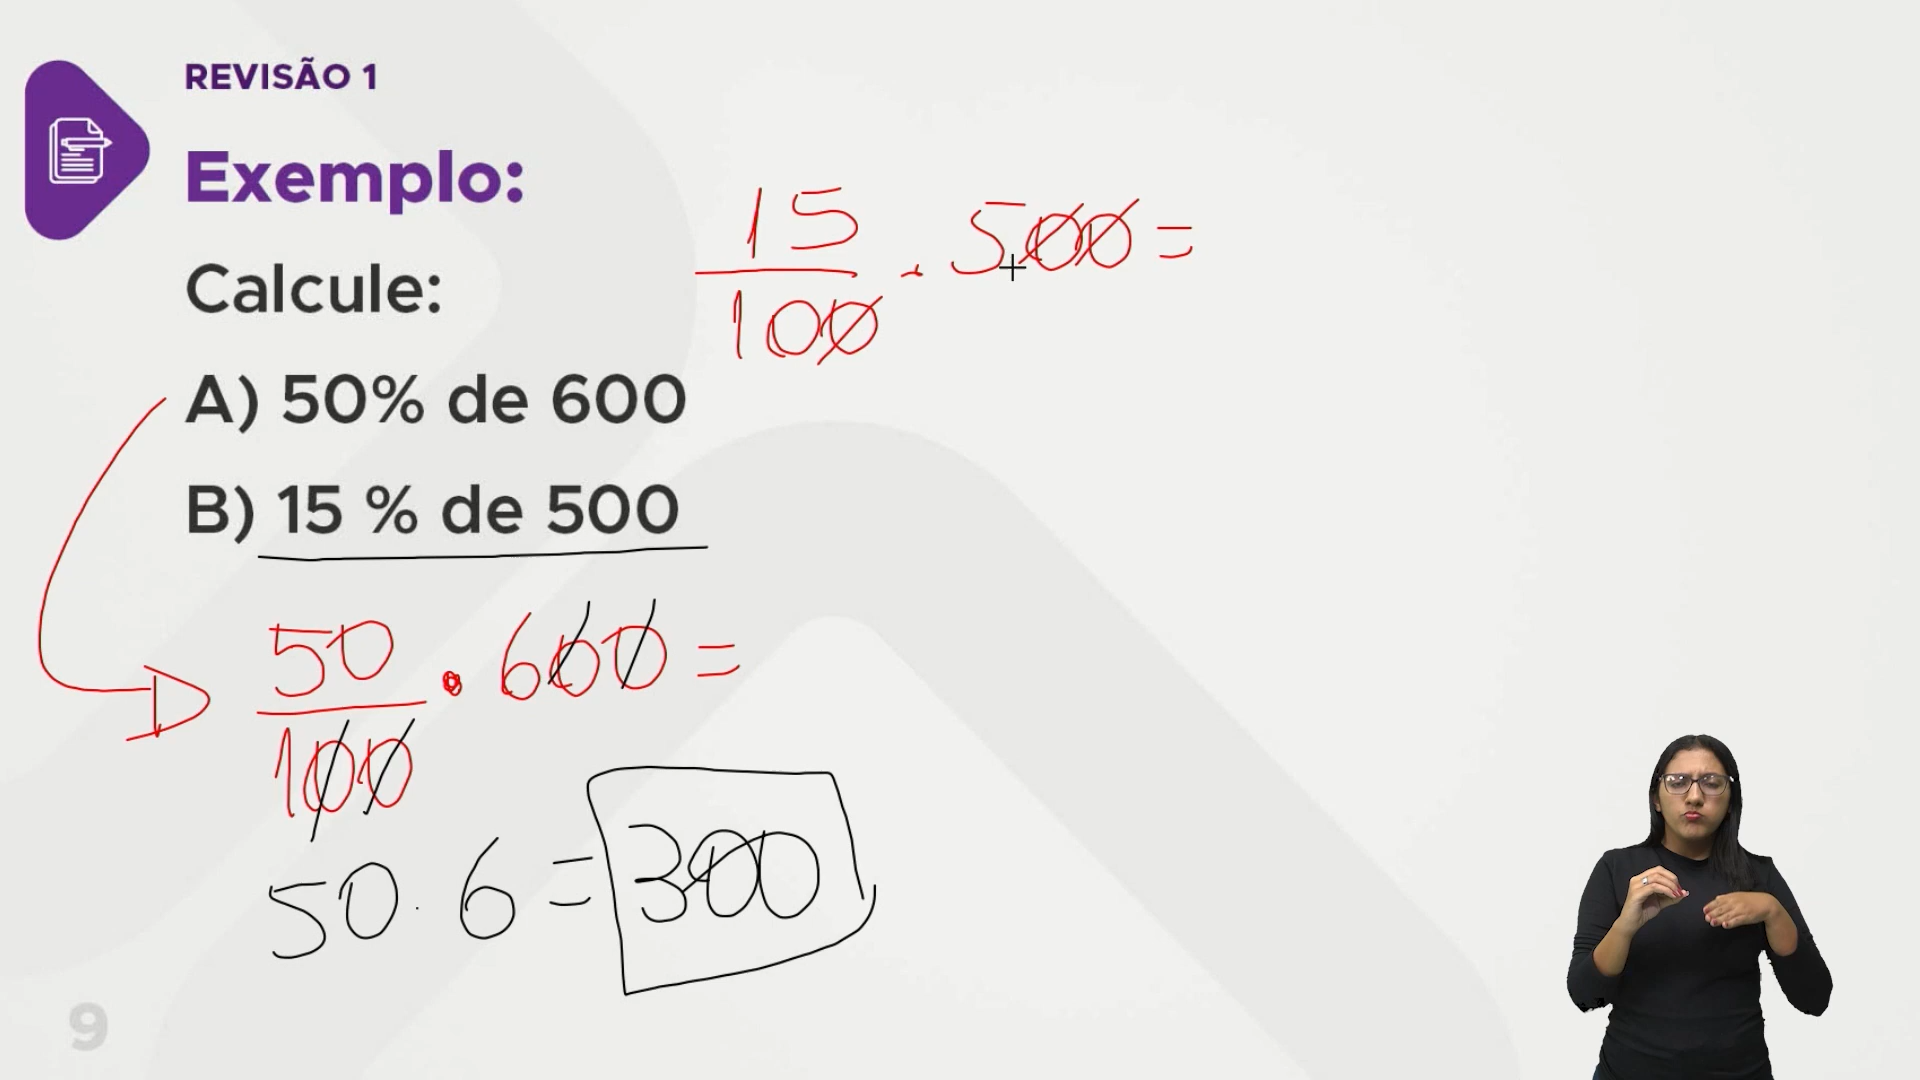 REVISÃO 1
Exemplo:
Calcule:
A) 50% de 600
B) 15 % de 500
15
100
. 500 =
50
100
. 600 =
50 . 6 = 300
9